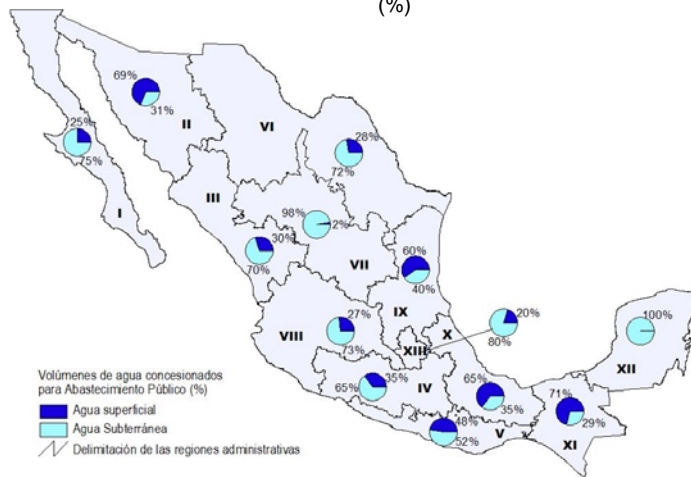 (%)
69%
31%
II
VI
25%
75%
I
28%
72%
III
98%
2%
30%
70%
VII
60%
40%
IX
VIII
27%
73%
X
XIII
20%
80%
100%
XII
IV
35%
65%
65%
35%
71%
29%
XI
48%
52%
V
Volúmenes de agua concesionados
para Abastecimiento Público (%)
Agua superficial
Agua Subterránea
Delimitación de las regiones administrativas